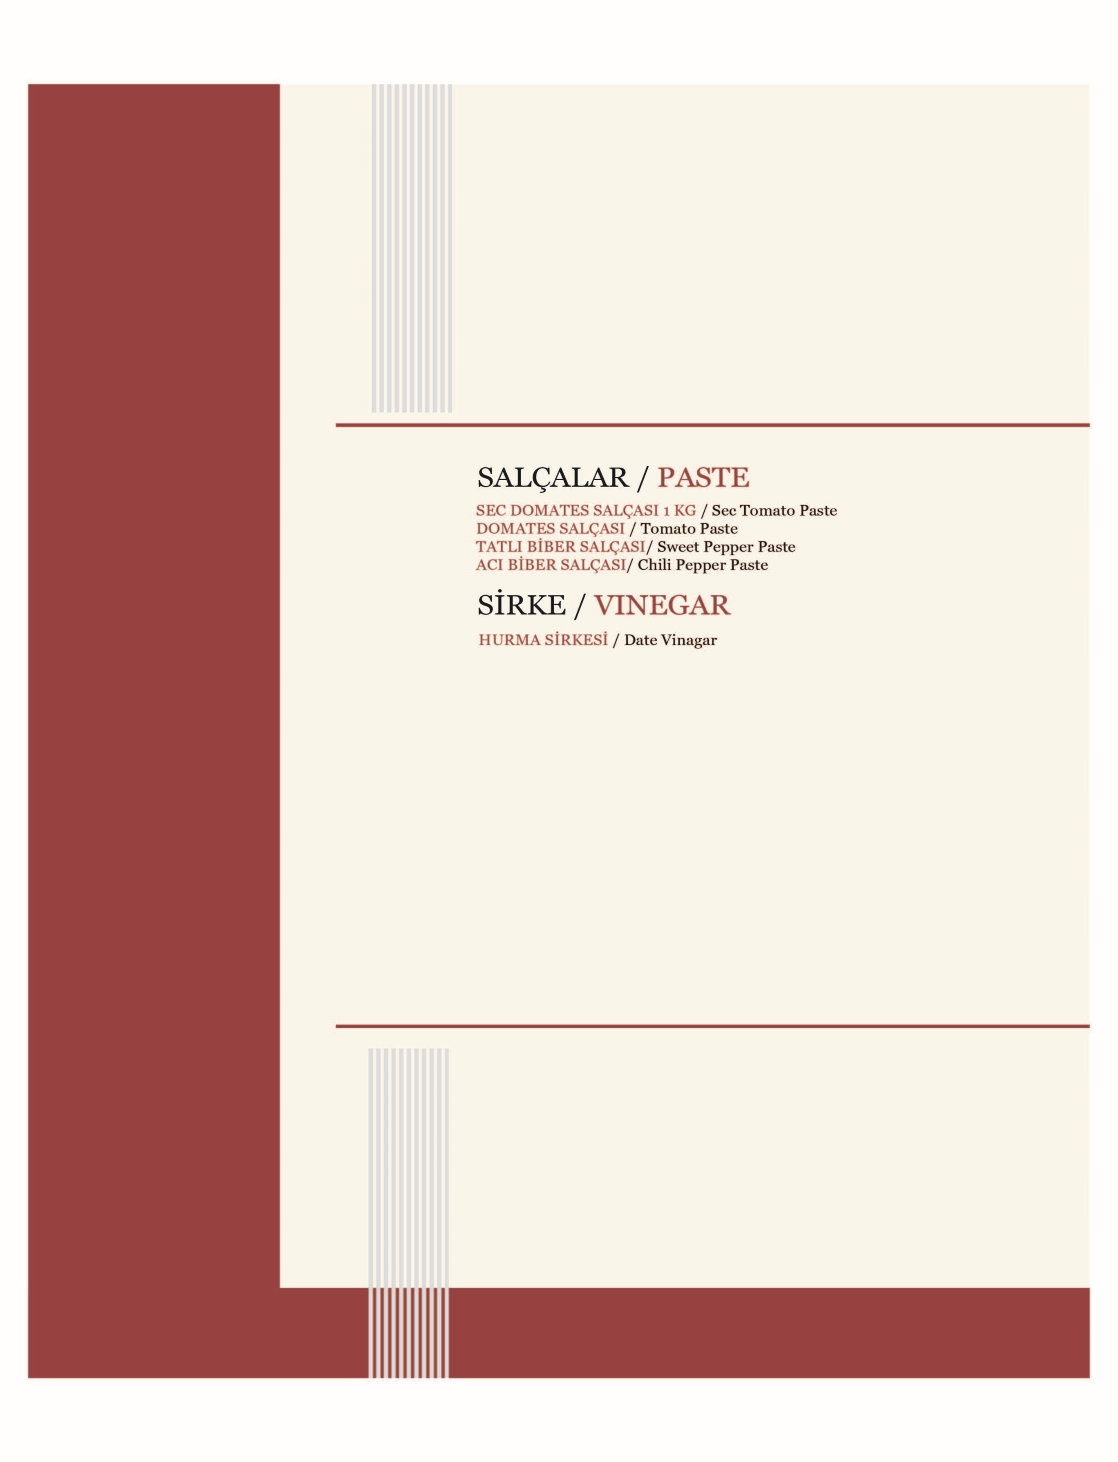 SALÇALAR / PASTE
SEC DOMATES SALÇASI 1 KG / Sec Tomato Paste
DOMATES SALÇASI / Tomato Paste
TATLI BİBER SALÇASI/ Sweet Pepper Paste
ACI BİBER SALÇASI/ Chili Pepper Paste
SİRKE / VINEGAR
HURMA SİRKESİ / Date Vinagar